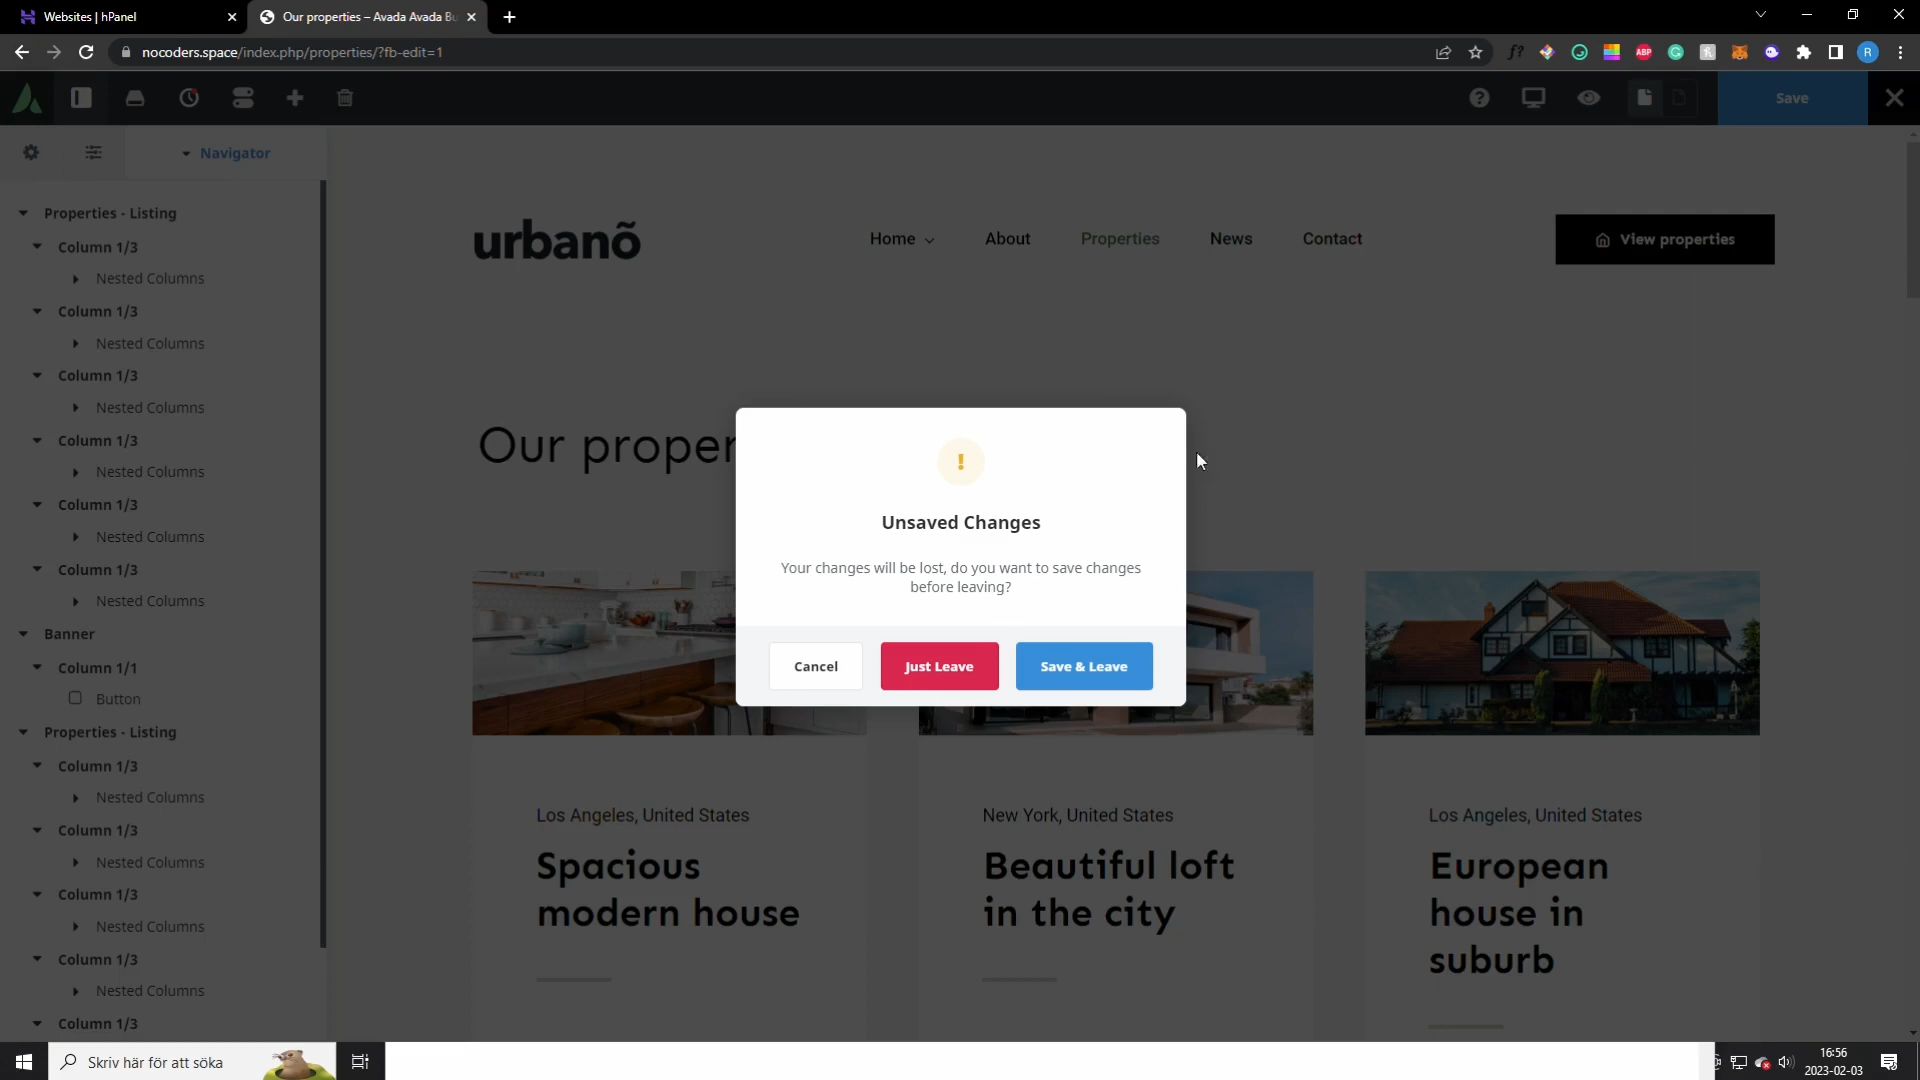 Websites | hPanel
Our properties – Avada Avada Bu
nocoders.space/index.php/properties/?fb-edit=1
f?
ABP
R
Save
Navigator
Properties - Listing
Column 1/3
Nested Columns
Column 1/3
Nested Columns
Column 1/3
Nested Columns
Column 1/3
Nested Columns
Column 1/3
Nested Columns
Column 1/3
Nested Columns
Banner
Column 1/1
Button
Properties - Listing
Column 1/3
Nested Columns
Column 1/3
Nested Columns
Column 1/3
Nested Columns
Column 1/3
Nested Columns
Column 1/3
urbanõ
Home
About
Properties
News
Contact
View properties
Our proper
!
Unsaved Changes
Your changes will be lost, do you want to save changes
before leaving?
Cancel
Just Leave
Save & Leave
Los Angeles, United States
Spacious
modern house
New York, United States
Beautiful loft
in the city
Los Angeles, United States
European
house in
suburb
Skriv här för att söka
16:56
2023-02-03